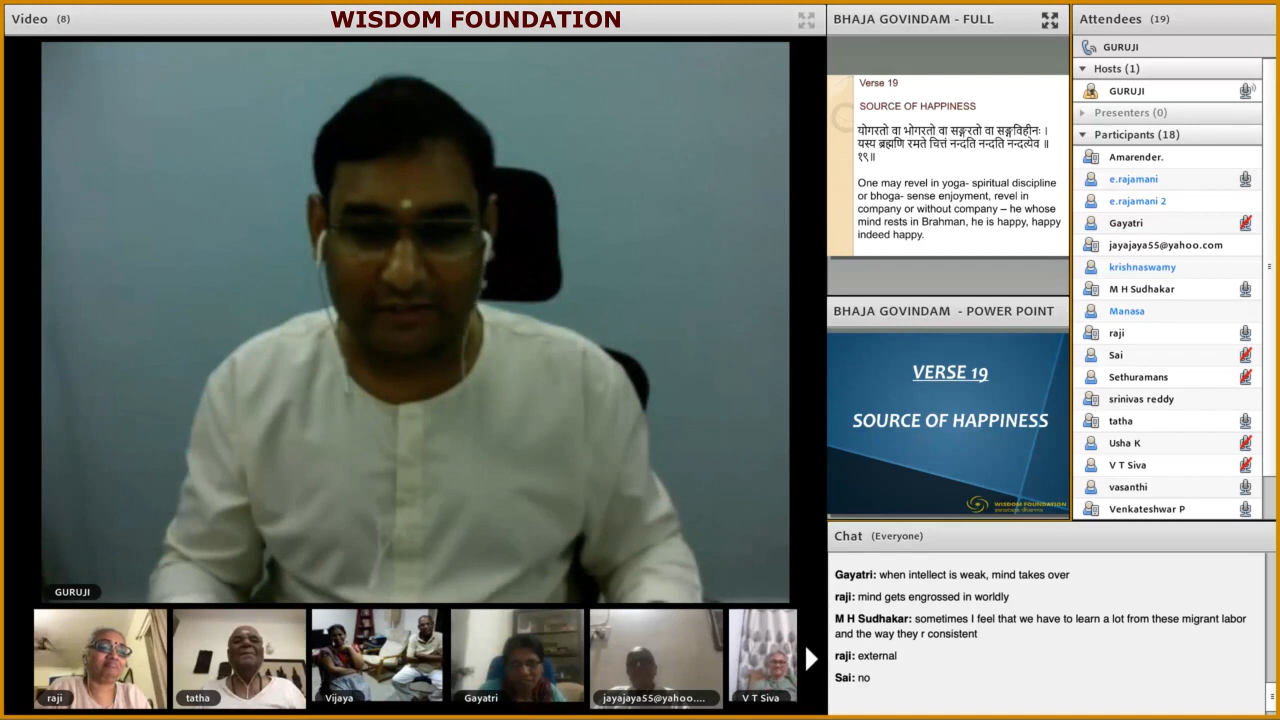 Video (8)
WISDOM FOUNDATION
GURUJI
raji
tatha
Vijaya
Gayatri
jayajaya55@yahoo....
V T Siva
BHAJA GOVINDAM - FULL
Verse 19
SOURCE OF HAPPINESS
योगरतो वा भोगरतो वा सङ्गरतो वा सङ्गविहीनः ।
यस्य ब्रह्मणि रमते चित्तं नन्दति नन्दति नन्दत्येव ॥
१९॥
One may revel in yoga- spiritual discipline
or bhoga- sense enjoyment, revel in
company or without company – he whose
mind rests in Brahman, he is happy, happy
indeed happy.
BHAJA GOVINDAM - POWER POINT
VERSE 19
SOURCE OF HAPPINESS
WISDOM FOUNDATION
Attendees (19)
GURUJI
Hosts (1)
GURUJI
Presenters (0)
Participants (18)
Amarender.
e.rajamani
e.rajamani 2
Gayatri
jayajaya55@yahoo.com
krishnaswamy
M H Sudhakar
Manasa
raji
Sai
Sethuramans
srinivas reddy
tatha
Usha K
V T Siva
vasanthi
Venkateshwar P
Chat (Everyone)
Gayatri: when intellect is weak, mind takes over
raji: mind gets engrossed in worldly
M H Sudhakar: sometimes I feel that we have to learn a lot from these migrant labor
and the way they r consistent
raji: external
Sai: no